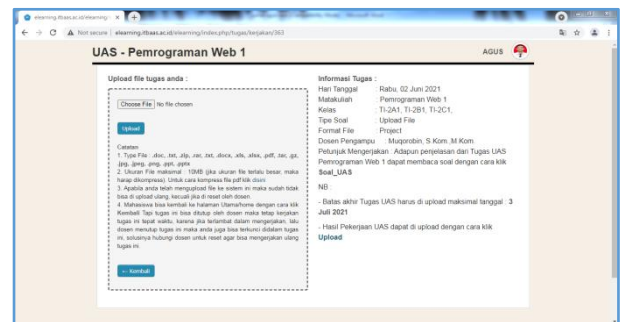 elearning.itbaas.ac.id/elearning/
Not secure | elearning.itbaas.ac.id/elearning/index.php/tugas/kerjakan/363
UAS - Pemrograman Web 1
AGUS
Upload file tugas anda :
Choose File No file chosen
Upload
Catatan
1. Type File : .doc, .txt, .zip, .rar, .txt, .docx, .xls, .xlsx, .pdf, .tar, .gz,
.jpg, .jpeg, .png, .ppt, .pptx
2. Ukuran File maksimal : 10MB (jika ukuran file terlalu besar, maka
harap dikompress). Untuk cara kompress file pdf klik disini
3. Apabila anda telah mengupload file ke sistem ini maka sudah tidak
bisa di upload ulang, kecuali jika di reset oleh dosen.
4. Mahasiswa bisa kembali ke halaman Utama/home dengan cara klik
Kembali! Tapi tugas ini bisa ditutup oleh dosen maka tetap kerjakan
tugas ini tepat waktu, karena jika terlambat dalam mengerjakan, lalu
dosen menutup tugas ini maka anda juga bisa terkunci didalam tugas
ini, solusinya hubungi dosen untuk reset agar bisa mengerjakan ulang
tugas ini.
<-- Kembali
Informasi Tugas :
Hari Tanggal : Rabu, 02 Juni 2021
Matakuliah : Pemrograman Web 1
Kelas : TI-2A1, TI-2B1, TI-2C1,
Tipe Soal : Upload File
Format File : Project
Dosen Pengampu : Muqorobin, S.Kom.,M.Kom
Petunjuk Mengerjakan : Adapun penjelasan dari Tugas UAS
Pemrograman Web 1 dapat membaca soal dengan cara klik
Soal_UAS
NB :
- Batas akhir Tugas UAS harus di upload maksimal tanggal : 3
Juli 2021
- Hasil Pekerjaan UAS dapat di upload dengan cara klik
Upload